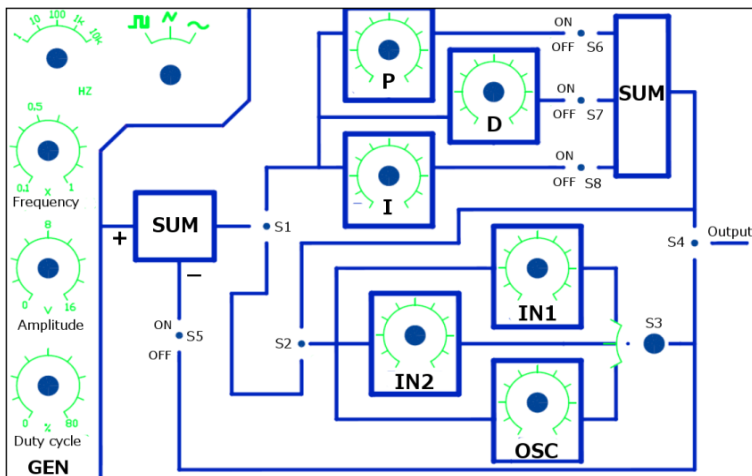 1 10 100 1k 10k
HZ
0.5
0.1 X 1
Frequency
8
0 V 16
Amplitude
0 % 80
Duty cycle
GEN
+
SUM
−
ON
OFF S5
S1
S2
P
D
I
ON
OFF S6
ON
OFF S7
ON
OFF S8
SUM
S4
Output
IN1
IN2
OSC
S3